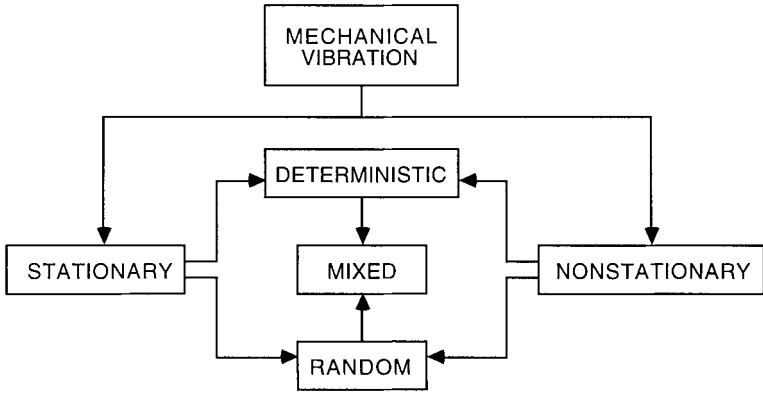 MECHANICAL
VIBRATION
DETERMINISTIC
STATIONARY
MIXED
NONSTATIONARY
RANDOM